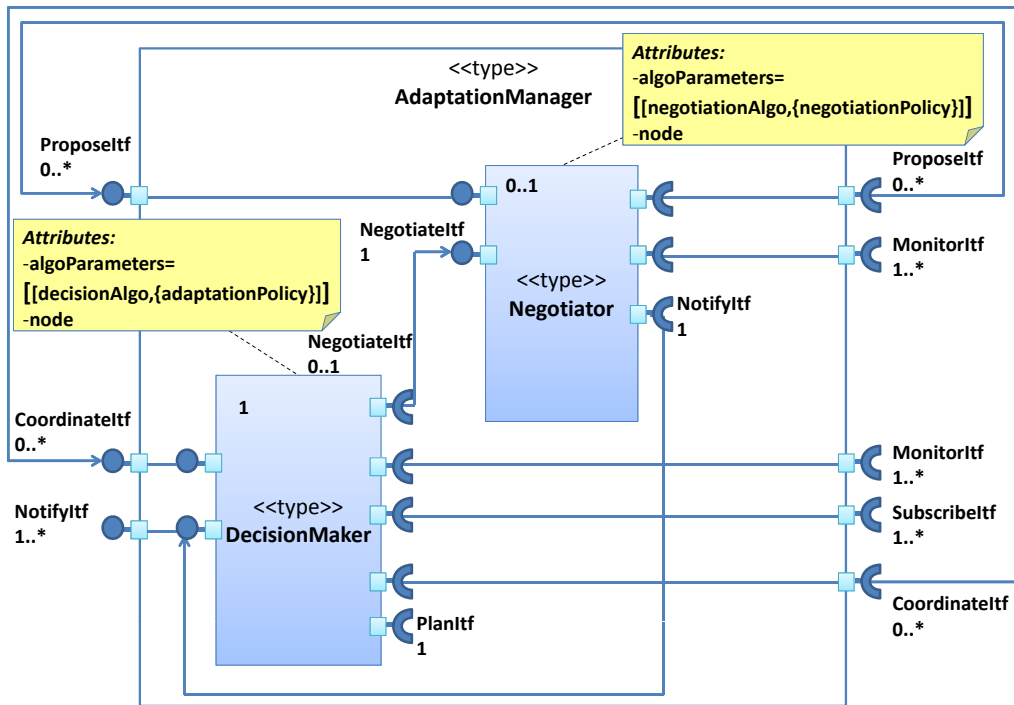 <<type>>
AdaptationManager
Attributes:
-algoParameters=
[[negotiationAlgo,{negotiationPolicy}]]
-node
ProposeItf
0..*
ProposeItf
0..*
0..1
<<type>>
Negotiator
NegotiateItf
1
MonitorItf
1..*
NotifyItf
1
Attributes:
-algoParameters=
[[decisionAlgo,{adaptationPolicy}]]
-node
NegotiateItf
0..1
1
<<type>>
DecisionMaker
CoordinateItf
0..*
NotifyItf
1..*
MonitorItf
1..*
SubscribeItf
1..*
CoordinateItf
0..*
PlanItf
1